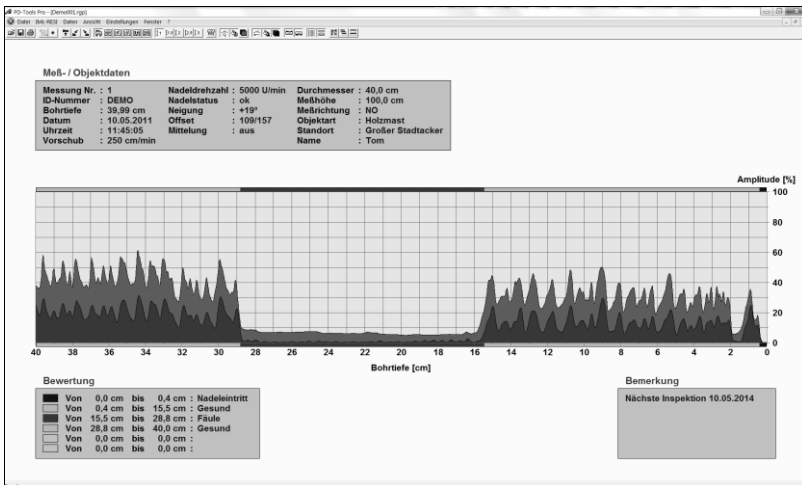 PD-Tools Pro - [Demo001.rgp]
Datei BvL-RESI Daten Ansicht Einstellungen Fenster ?
Meß- / Objektdaten
Messung Nr. : 1 Nadeldrehzahl : 5000 U/min Durchmesser : 40,0 cm
ID-Nummer : DEMO Nadelstatus : ok Meßhöhe : 100,0 cm
Bohrtiefe : 39,99 cm Neigung : +19° Meßrichtung : NO
Datum : 10.05.2011 Offset : 109/157 Objektart : Holzmast
Uhrzeit : 11:45:05 Mittelung : aus Standort : Großer Stadtacker
Vorschub : 250 cm/min Name : Tom
Amplitude [%]
100
80
60
40
20
0
40 38 36 34 32 30 28 26 24 22 20 18 16 14 12 10 8 6 4 2 0
Bohrtiefe [cm]
Bewertung
Von 0,0 cm bis 0,4 cm : Nadeleintritt
Von 0,4 cm bis 15,5 cm : Gesund
Von 15,5 cm bis 28,8 cm : Fäule
Von 28,8 cm bis 40,0 cm : Gesund
Von 0,0 cm bis 0,0 cm :
Von 0,0 cm bis 0,0 cm :
Bemerkung
Nächste Inspektion 10.05.2014